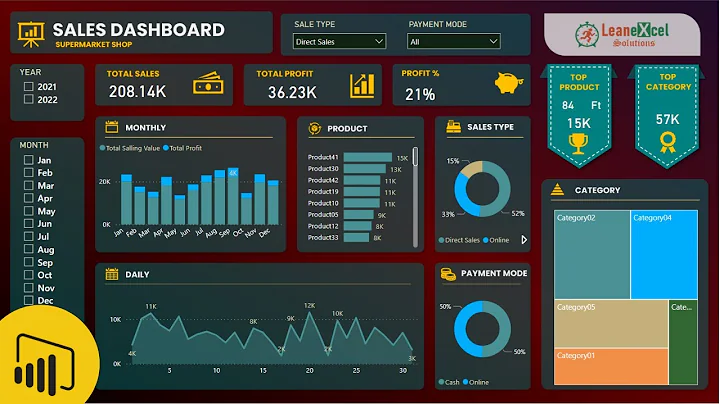 SALES DASHBOARD
SUPERMARKET SHOP
SALE TYPE
Direct Sales
PAYMENT MODE
All
LeaneXcel
Solutions
YEAR
2021
2022
TOTAL SALES
208.14K
TOTAL PROFIT
36.23K
PROFIT %
21%
TOP
PRODUCT
84 Ft
15K
TOP
CATEGORY
57K
MONTH
Jan
Feb
Mar
Apr
May
Jun
Jul
Aug
Sep
Oct
Nov
Dec
MONTHLY
Total Salling Value Total Profit
20K
6K
0K
Jan Feb Mar Apr May Jun Jul Aug Sep Oct Nov Dec
PRODUCT
Product41 15K
Product30 13K
Product42 11K
Product19 11K
Product10 11K
Product05 9K
Product12 8K
Product33 8K
SALES TYPE
15%
33%
52%
Direct Sales Online
CATEGORY
Category02
Category04
Category05
Cate...
Category01
DAILY
10K
0K
4K
11K
8K
2K
9K
12K
2K
10K
3K
5 10 15 20 25 30
PAYMENT MODE
50%
50%
Cash Online